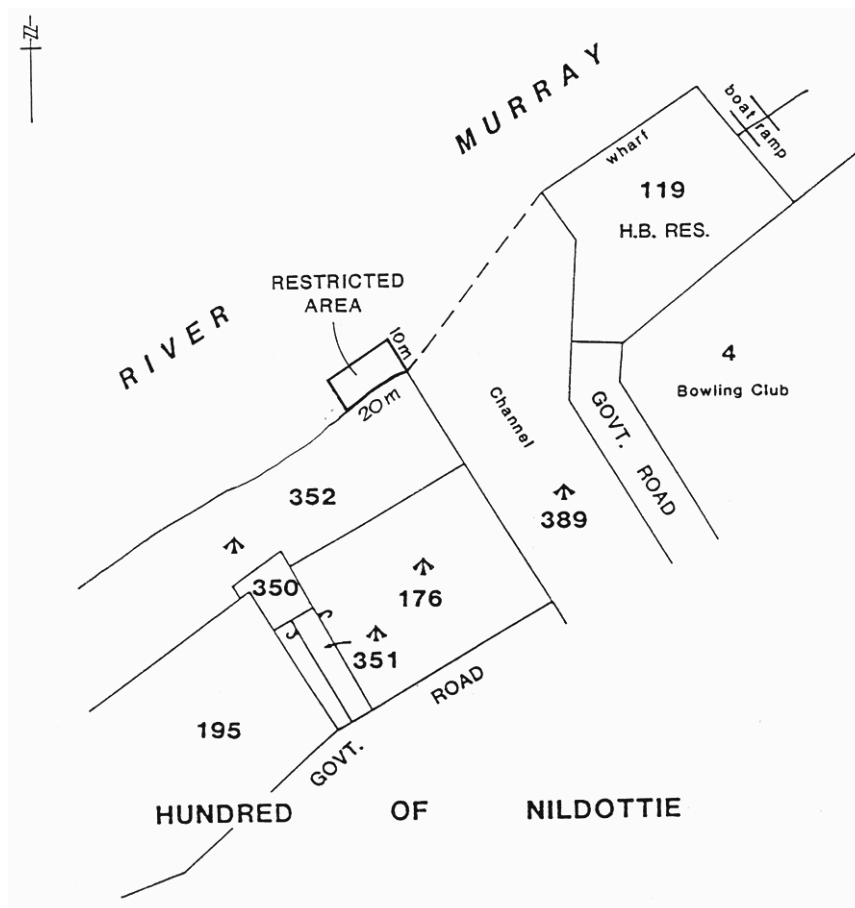 N
RIVER MURRAY
boat ramp
wharf
119
H.B. RES.
RESTRICTED
AREA
10m
20m
4
Bowling Club
Channel
GOVT. ROAD
352
389
350
176
351
195
GOVT. ROAD
HUNDRED OF NILDOTTIE